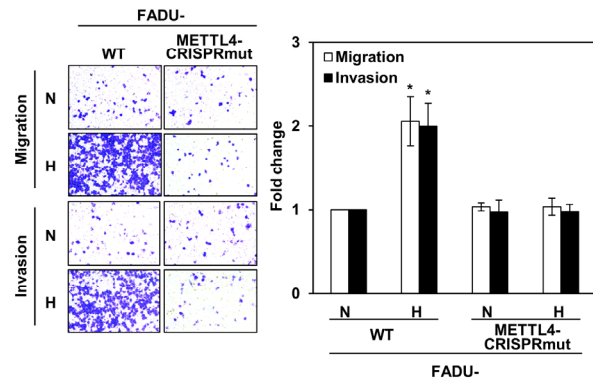 FADU-
WT
METTL4-
CRISPRmut
Migration
N
H
Invasion
N
H
Fold change
3
2
1
0
Migration
Invasion
*
*
N
H
N
H
WT
METTL4-
CRISPRmut
FADU-